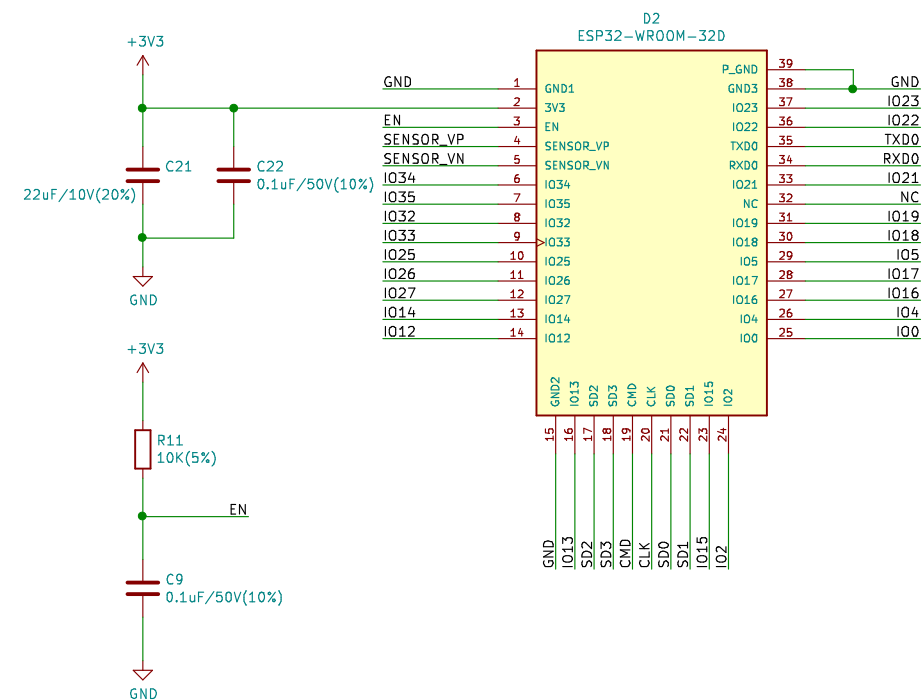 D2
ESP32-WROOM-32D
+3V3
C21
22uF/10V(20%)
C22
0.1uF/50V(10%)
GND
+3V3
R11
10K(5%)
EN
C9
0.1uF/50V(10%)
GND
GND 1 GND1
2 3V3
EN 3 EN
SENSOR_VP 4 SENSOR_VP
SENSOR_VN 5 SENSOR_VN
IO34 6 IO34
IO35 7 IO35
IO32 8 IO32
IO33 9 IO33
IO25 10 IO25
IO26 11 IO26
IO27 12 IO27
IO14 13 IO14
IO12 14 IO12
P_GND 39
GND3 38 GND
IO23 37 IO23
IO22 36 IO22
TXD0 35 TXD0
RXD0 34 RXD0
IO21 33 IO21
NC 32 NC
IO19 31 IO19
IO18 30 IO18
IO5 29 IO5
IO17 28 IO17
IO16 27 IO16
IO4 26 IO4
IO0 25 IO0
GND2 15 GND
IO13 16 IO13
SD2 17 SD2
SD3 18 SD3
CMD 19 CMD
CLK 20 CLK
SD0 21 SD0
SD1 22 SD1
IO15 23 IO15
IO2 24 IO2